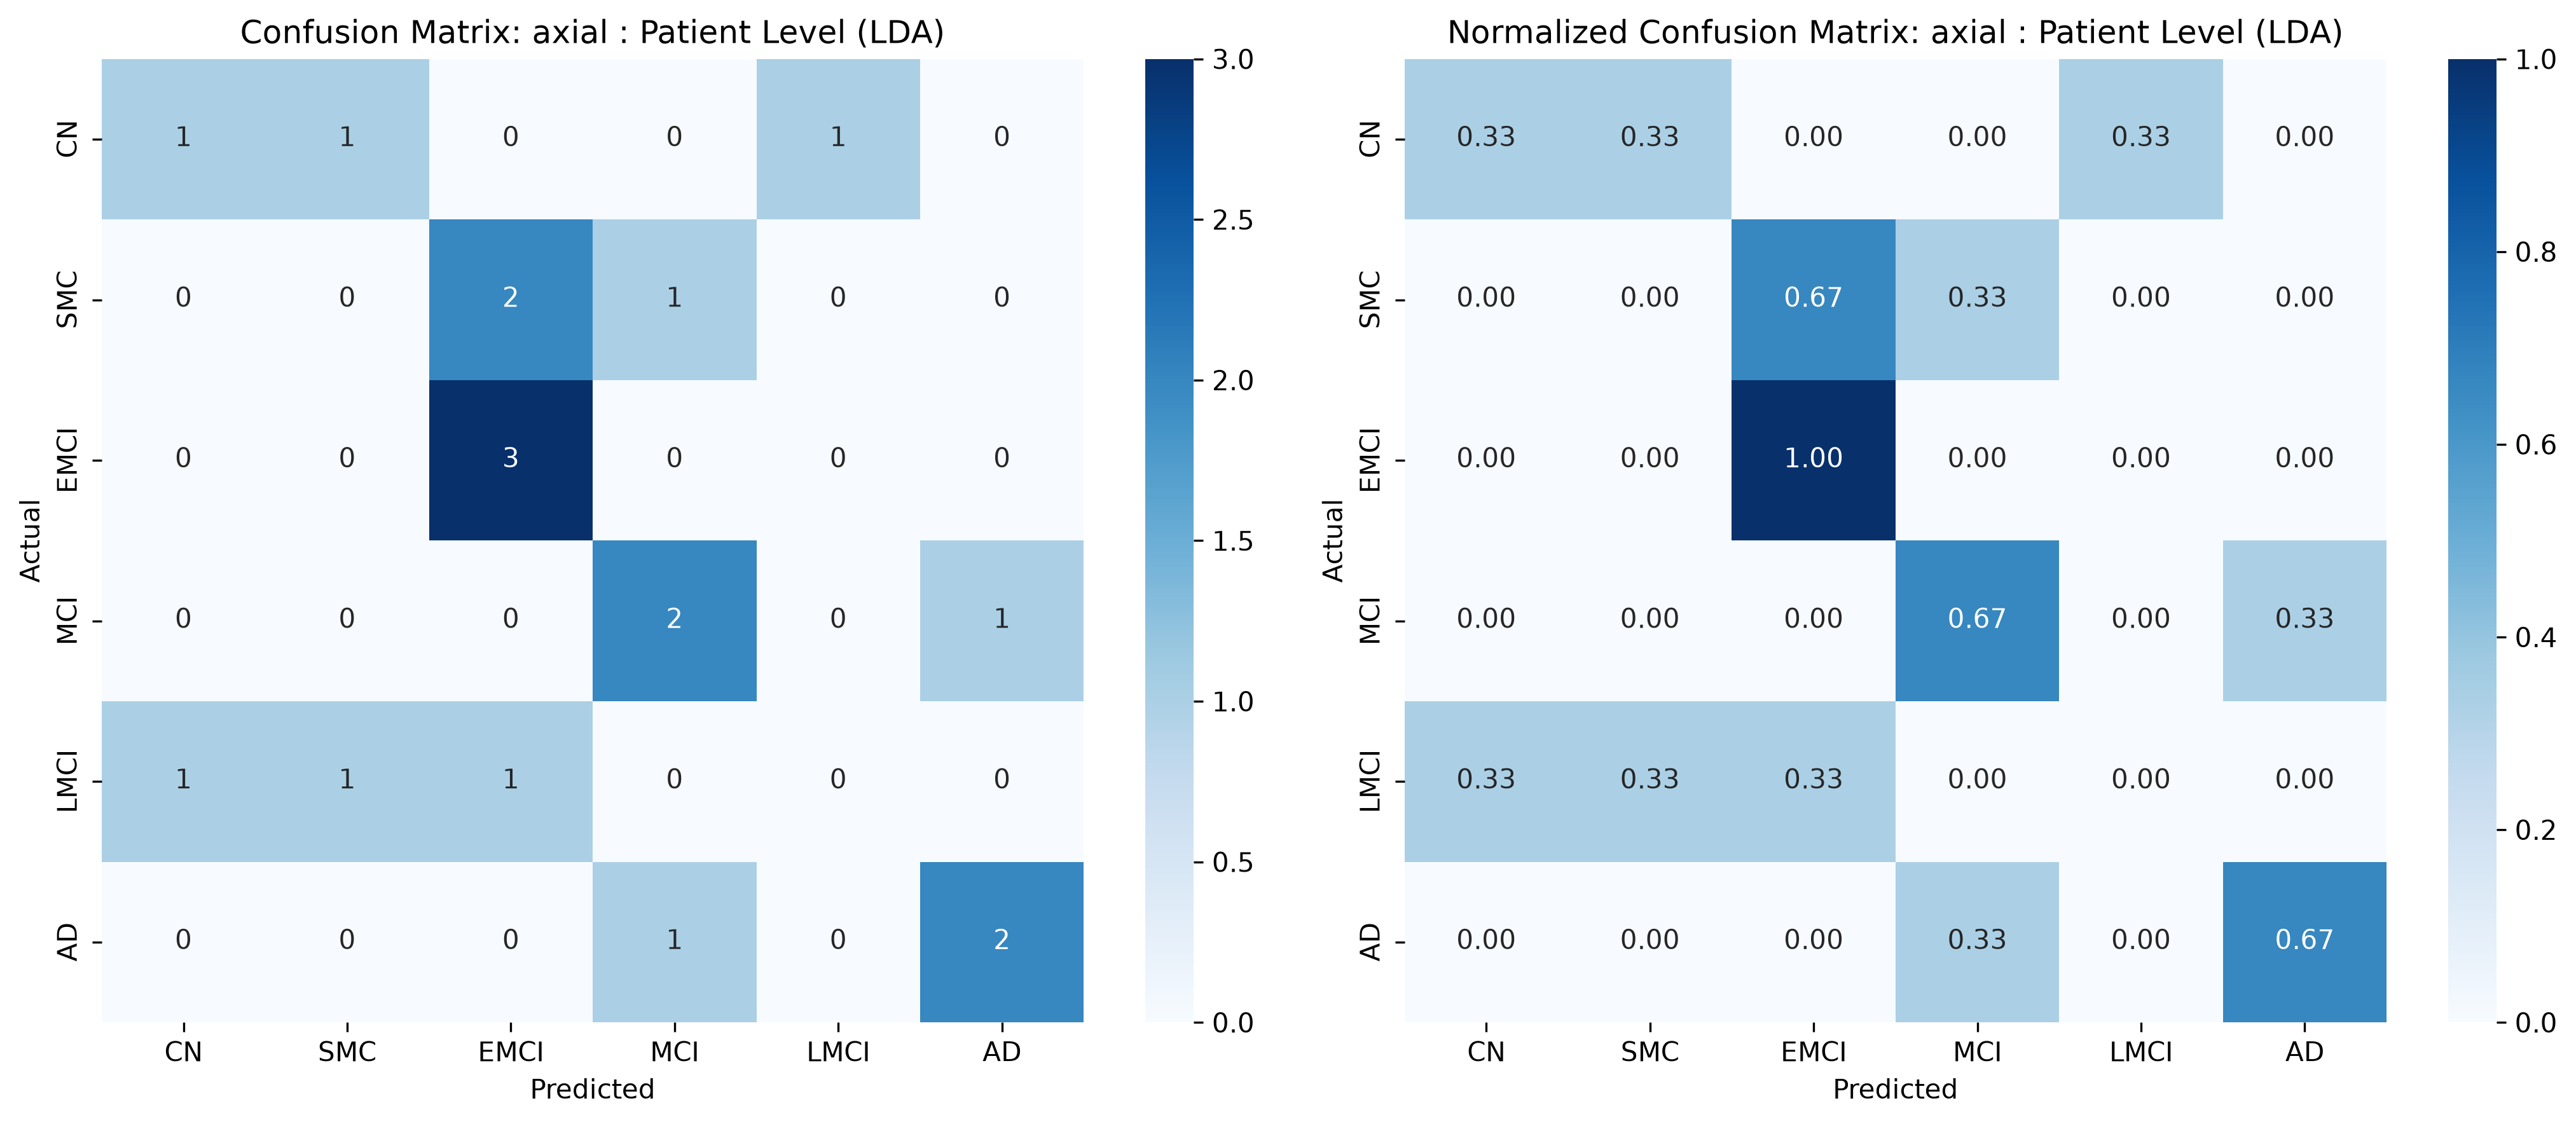 Confusion Matrix: axial : Patient Level (LDA)
CN 1 1 0 0 1 0
SMC 0 0 2 1 0 0
EMCI 0 0 3 0 0 0
MCI 0 0 0 2 0 1
LMCI 1 1 1 0 0 0
AD 0 0 0 1 0 2
CN SMC EMCI MCI LMCI AD
Predicted
Actual
3.0
2.5
2.0
1.5
1.0
0.5
0.0
Normalized Confusion Matrix: axial : Patient Level (LDA)
CN 0.33 0.33 0.00 0.00 0.33 0.00
SMC 0.00 0.00 0.67 0.33 0.00 0.00
EMCI 0.00 0.00 1.00 0.00 0.00 0.00
MCI 0.00 0.00 0.00 0.67 0.00 0.33
LMCI 0.33 0.33 0.33 0.00 0.00 0.00
AD 0.00 0.00 0.00 0.33 0.00 0.67
CN SMC EMCI MCI LMCI AD
Predicted
Actual
1.0
0.8
0.6
0.4
0.2
0.0